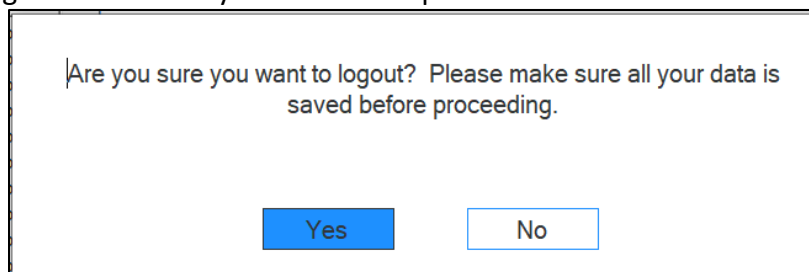 Are you sure you want to logout?  Please make sure all your data is
saved before proceeding.
Yes
No